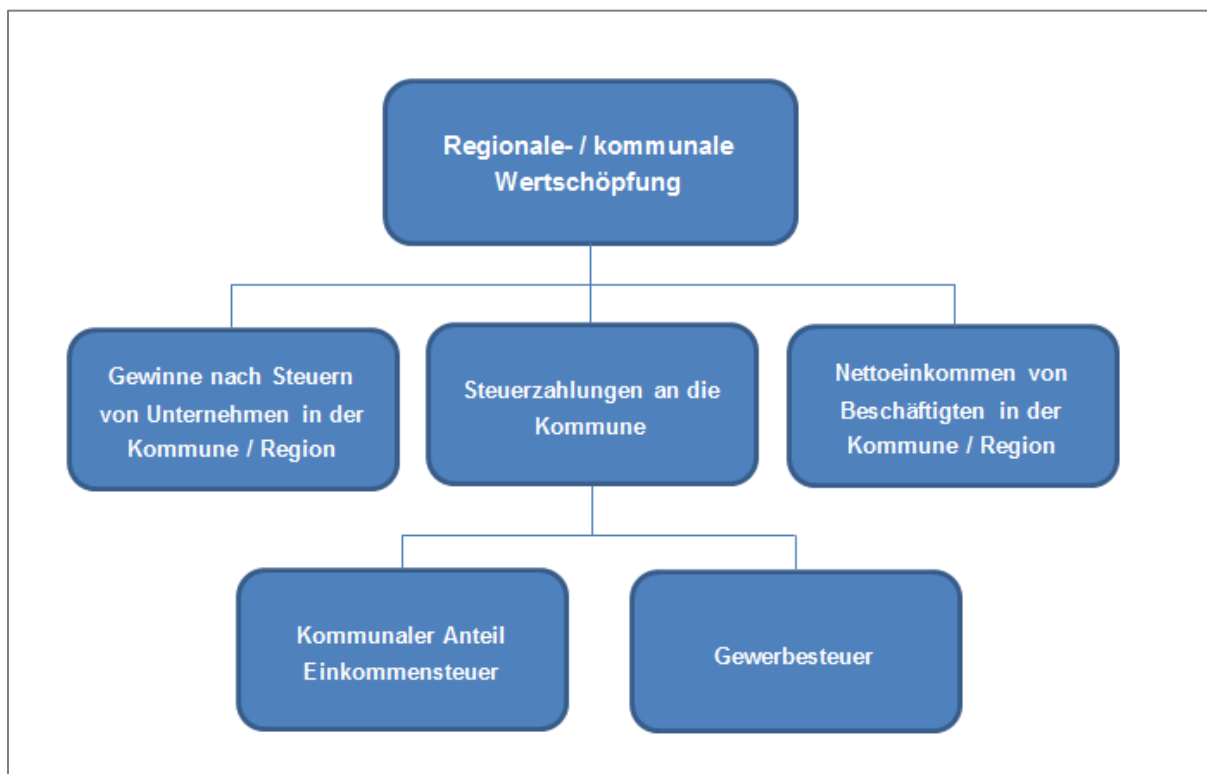 Regionale- / kommunale
Wertschöpfung
Gewinne nach Steuern
von Unternehmen in der
Kommune / Region
Steuerzahlungen an die
Kommune
Nettoeinkommen von
Beschäftigten in der
Kommune / Region
Kommunaler Anteil
Einkommensteuer
Gewerbesteuer